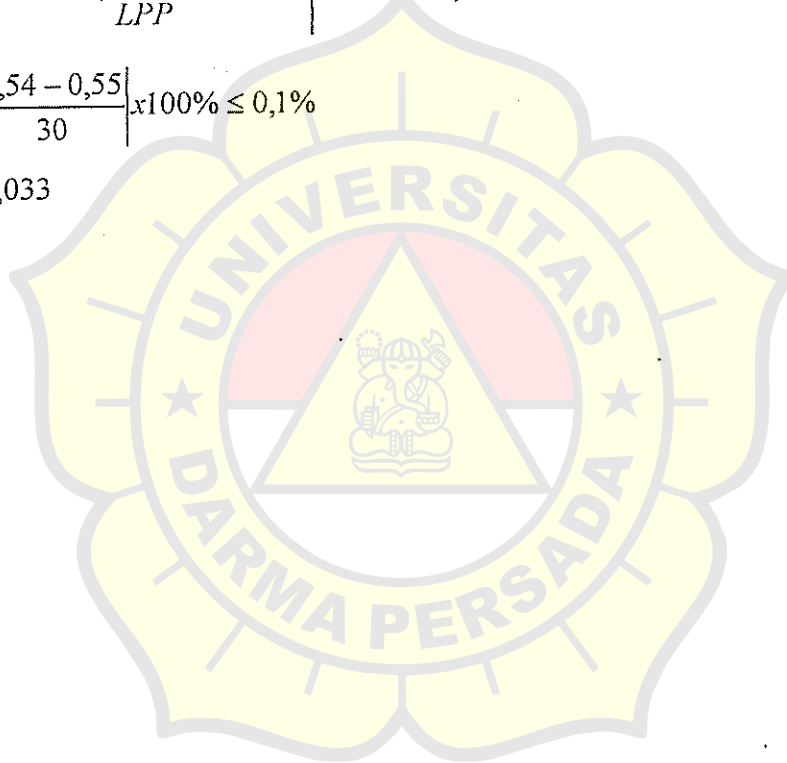 LPP
,54 – 0,55
30
x100% ≤ 0,1%
,033
UNIVERSITAS
DARMA PERSADA